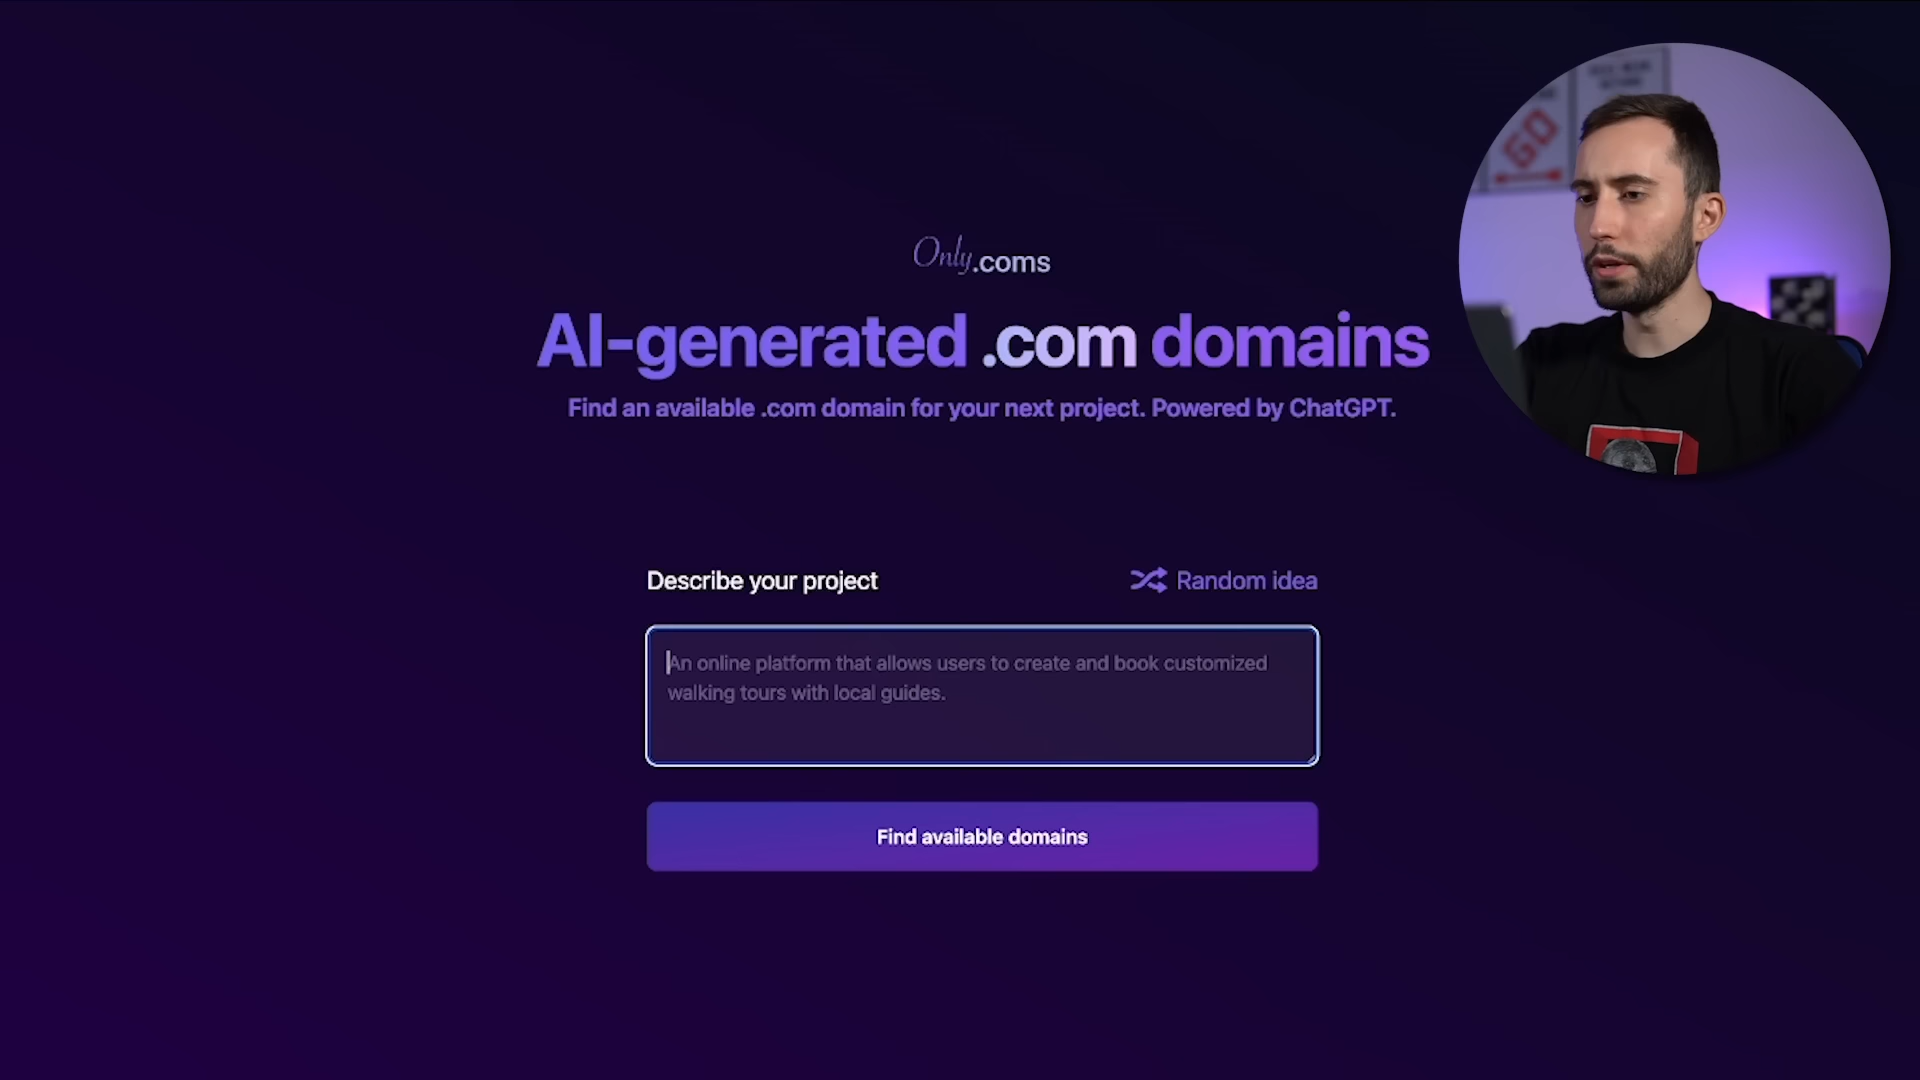 Only.coms
AI-generated .com domains
Find an available .com domain for your next project. Powered by ChatGPT.
Describe your project
Random idea
An online platform that allows users to create and book customized
walking tours with local guides.
Find available domains
GO